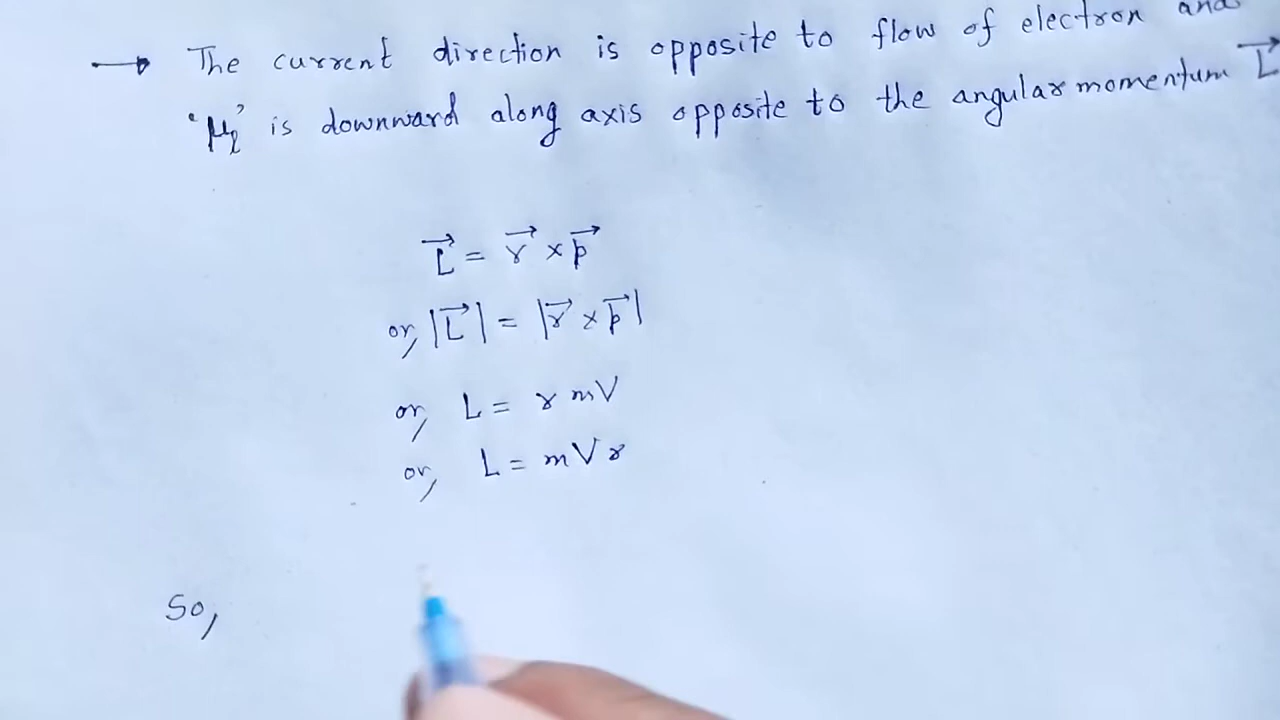 → The current direction is opposite to flow of electron and
'μₗ' is downward along axis opposite to the angular momentum L⃗
L⃗ = r⃗ × p⃗
or, |L⃗| = |r⃗ × p⃗|
or, L = r mV
or, L = mVr
So,